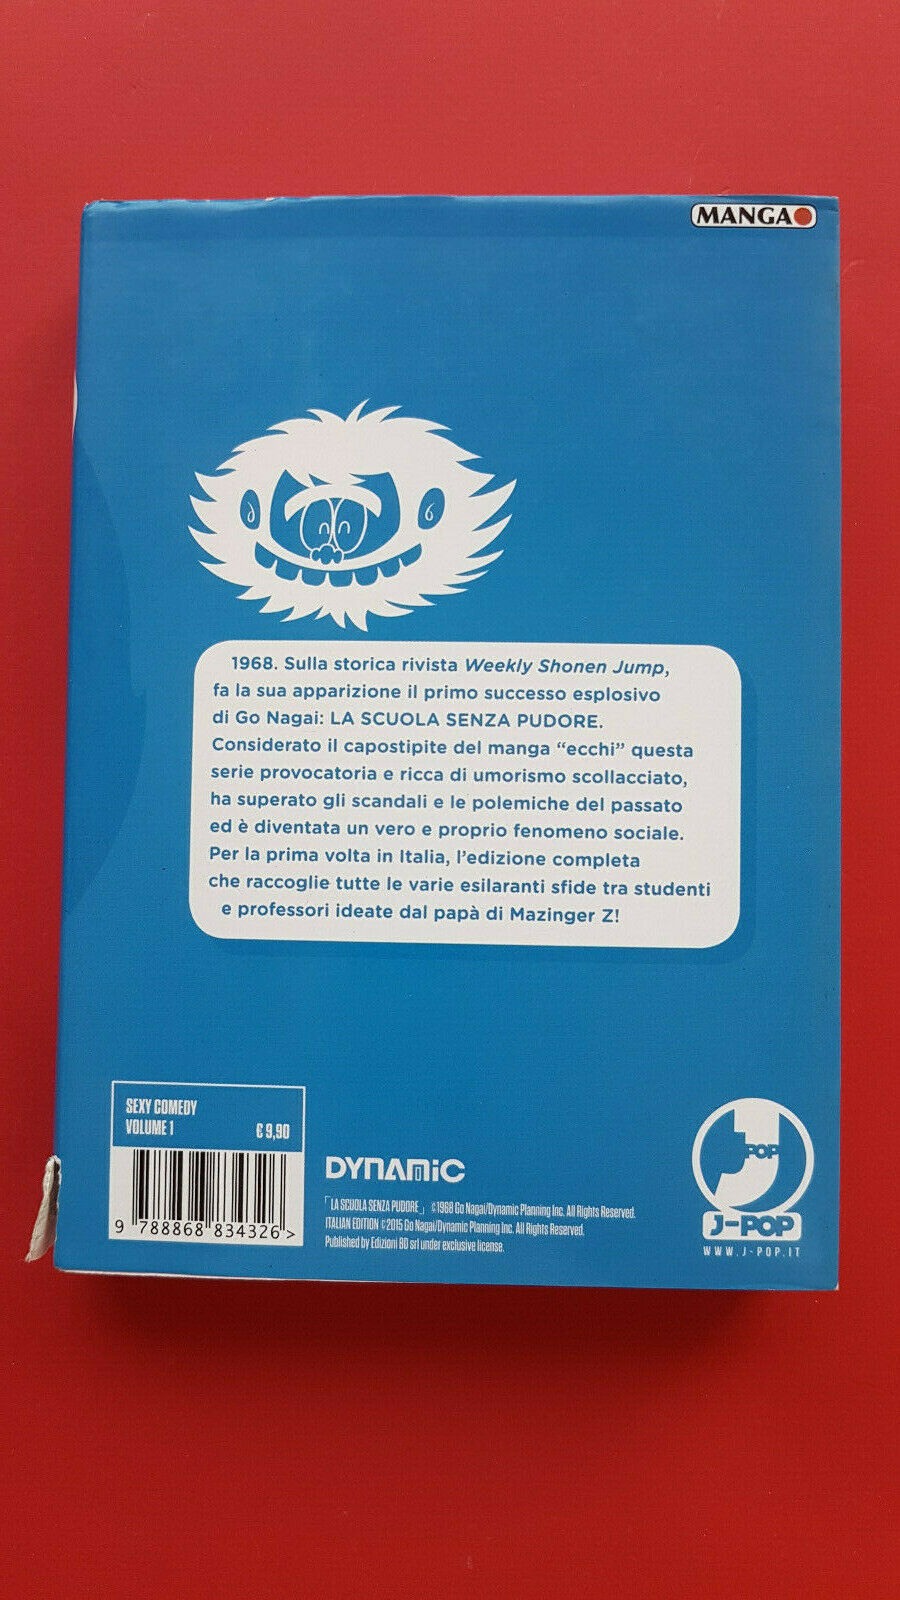 MANGA
1968. Sulla storica rivista Weekly Shonen Jump,
fa la sua apparizione il primo successo esplosivo
di Go Nagai: LA SCUOLA SENZA PUDORE.
Considerato il capostipite del manga “ecchi” questa
serie provocatoria e ricca di umorismo scollacciato,
ha superato gli scandali e le polemiche del passato
ed è diventata un vero e proprio fenomeno sociale.
Per la prima volta in Italia, l’edizione completa
che raccoglie tutte le varie esilaranti sfide tra studenti
e professori ideate dal papà di Mazinger Z!
SEXY COMEDY
VOLUME 1 € 9,90
9 788868 834326 >
DYNAMiC
「LA SCUOLA SENZA PUDORE」 ©1968 Go Nagai/Dynamic Planning Inc. All Rights Reserved.
ITALIAN EDITION ©2015 Go Nagai/Dynamic Planning Inc. All Rights Reserved.
Published by Edizioni BD srl under exclusive license.
POP
J-POP
WWW.J-POP.IT